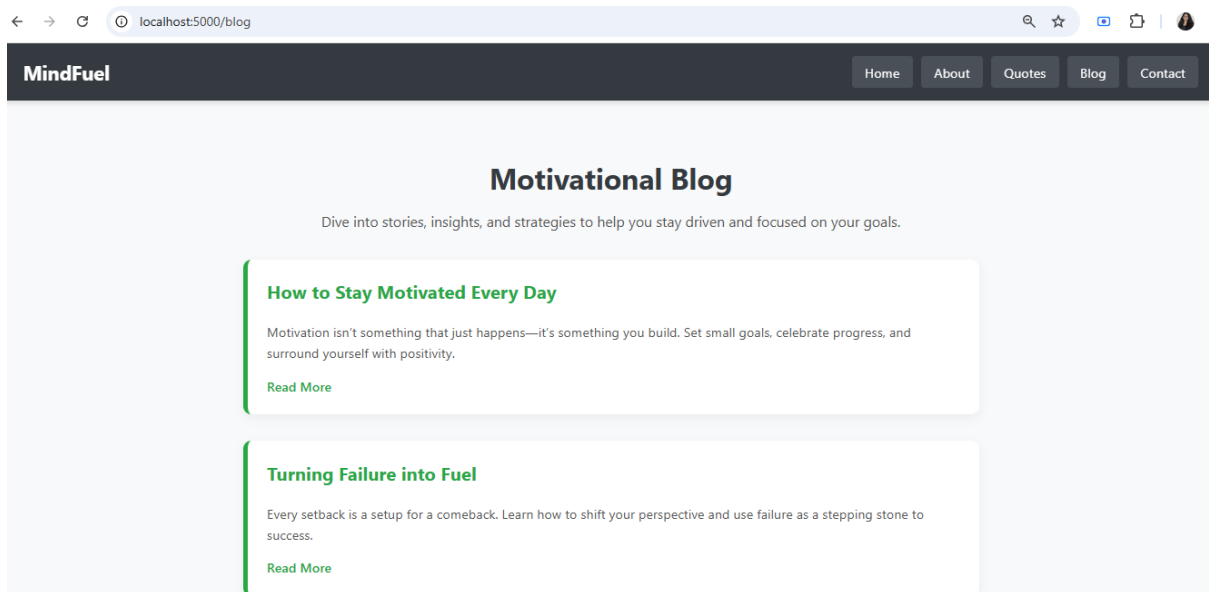 localhost:5000/blog
MindFuel
Home
About
Quotes
Blog
Contact
Motivational Blog
Dive into stories, insights, and strategies to help you stay driven and focused on your goals.
How to Stay Motivated Every Day
Motivation isn’t something that just happens—it’s something you build. Set small goals, celebrate progress, and
surround yourself with positivity.
Read More
Turning Failure into Fuel
Every setback is a setup for a comeback. Learn how to shift your perspective and use failure as a stepping stone to
success.
Read More